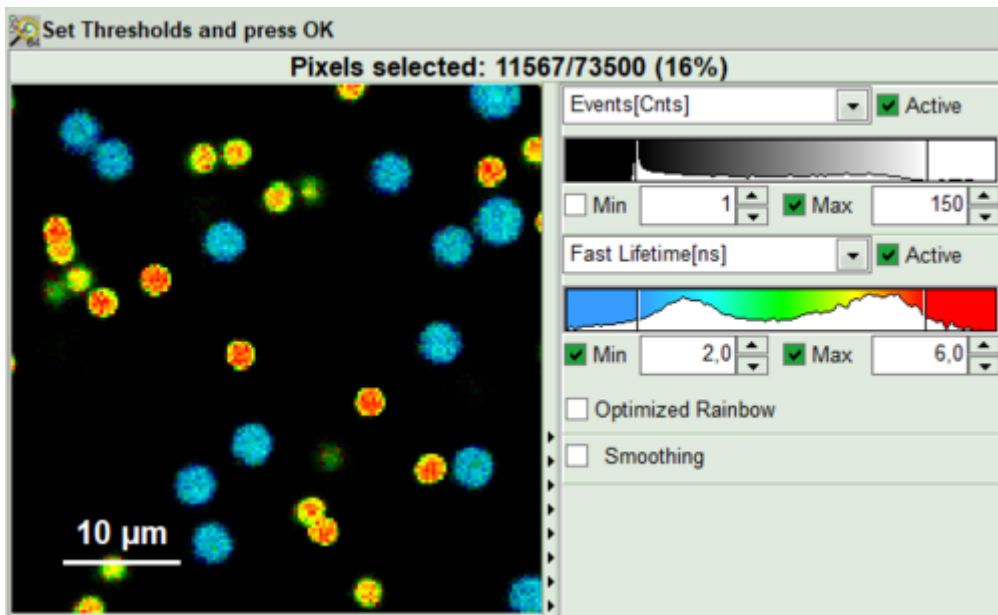 Set Thresholds and press OK
Pixels selected: 11567/73500 (16%)
Events[Cnts]
Active
Min 1 Max 150
Fast Lifetime[ns]
Active
Min 2,0 Max 6,0
Optimized Rainbow
Smoothing
10 µm